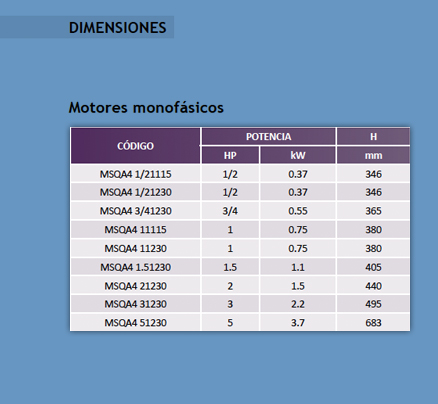 DIMENSIONES
Motores monofásicos
CÓDIGO POTENCIA H
HP kW mm
MSQA4 1/21115 1/2 0.37 346
MSQA4 1/21230 1/2 0.37 346
MSQA4 3/41230 3/4 0.55 365
MSQA4 11115 1 0.75 380
MSQA4 11230 1 0.75 380
MSQA4 1.51230 1.5 1.1 405
MSQA4 21230 2 1.5 440
MSQA4 31230 3 2.2 495
MSQA4 51230 5 3.7 683